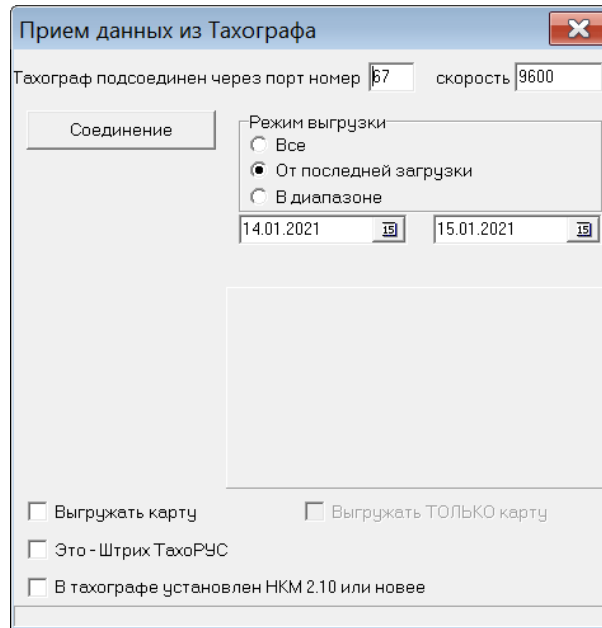 Прием данных из Тахографа
Тахограф подсоединен через порт номер 67 скорость 9600
Соединение
Режим выгрузки
Все
От последней загрузки
В диапазоне
14.01.2021 15 15.01.2021 15
Выгружать карту Выгружать ТОЛЬКО карту
Это - Штрих ТахоРУС
В тахографе установлен НКМ 2.10 или новее